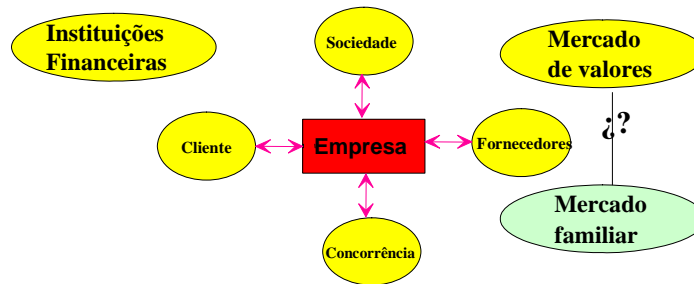 Instituições
Financeiras
Sociedade
Mercado
de valores
¿?
Cliente
Empresa
Fornecedores
Mercado
familiar
Concorrência